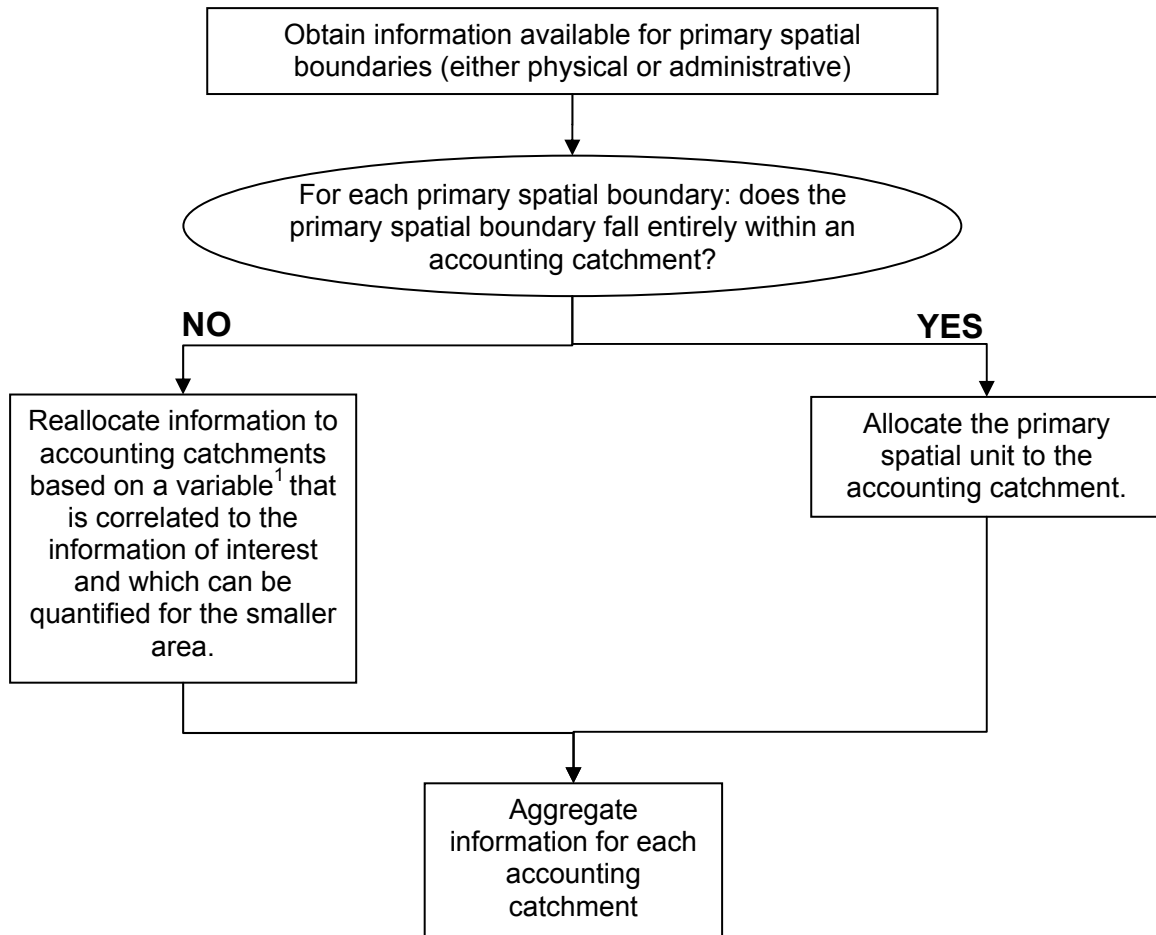 Obtain information available for primary spatial
boundaries (either physical or administrative)
For each primary spatial boundary: does the
primary spatial boundary fall entirely within an
accounting catchment?
NO
YES
Reallocate information to
accounting catchments
based on a variable¹ that
is correlated to the
information of interest
and which can be
quantified for the smaller
area.
Allocate the primary
spatial unit to the
accounting catchment.
Aggregate
information for each
accounting
catchment